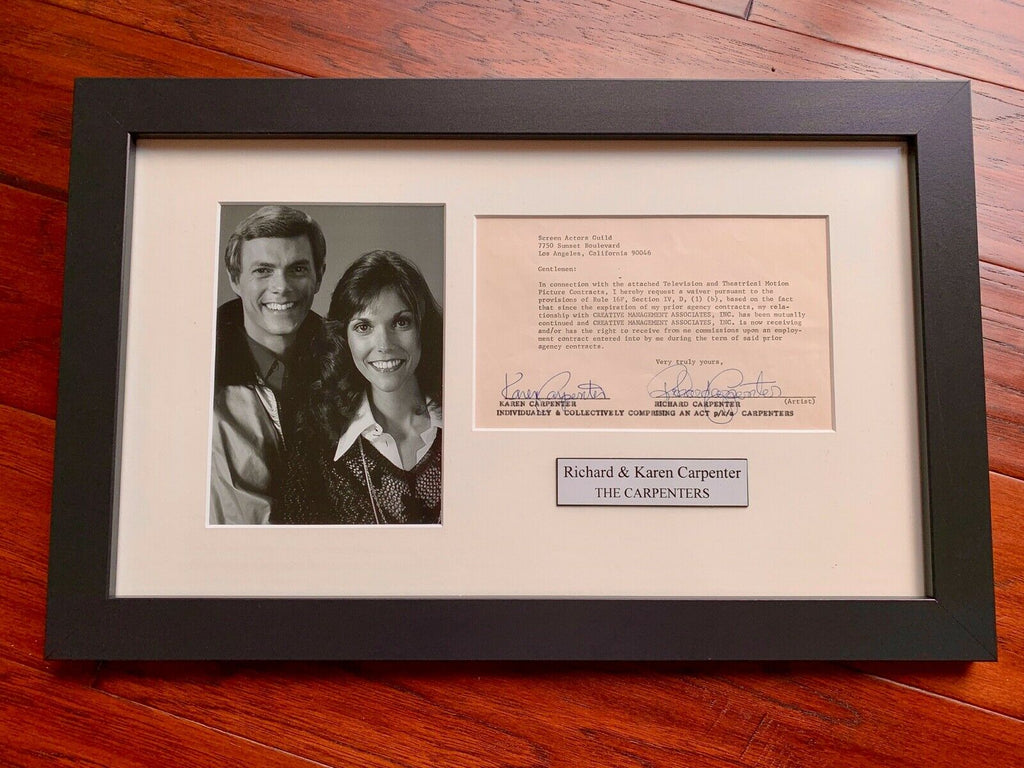 Screen Actors Guild
7750 Sunset Boulevard
Los Angeles, California 90046
Gentlemen:
In connection with the attached Television and Theatrical Motion
Picture Contracts, I hereby request a waiver pursuant to the
provisions of Rule 16F, Section IV, D, (1) (b), based on the fact
that since the expiration of my prior agency contracts, my rela-
tionship with CREATIVE MANAGEMENT ASSOCIATES, INC. has been mutually
continued and CREATIVE MANAGEMENT ASSOCIATES, INC. is now receiving
and/or has the right to receive from me commissions upon an employ-
ment contract entered into by me during the term of said prior
agency contracts.
Very truly yours,
Karen Carpenter Richard Carpenter
(Artist)
KAREN CARPENTER RICHARD CARPENTER
INDIVIDUALLY & COLLECTIVELY COMPRISING AN ACT p/k/a CARPENTERS
Richard & Karen Carpenter
THE CARPENTERS